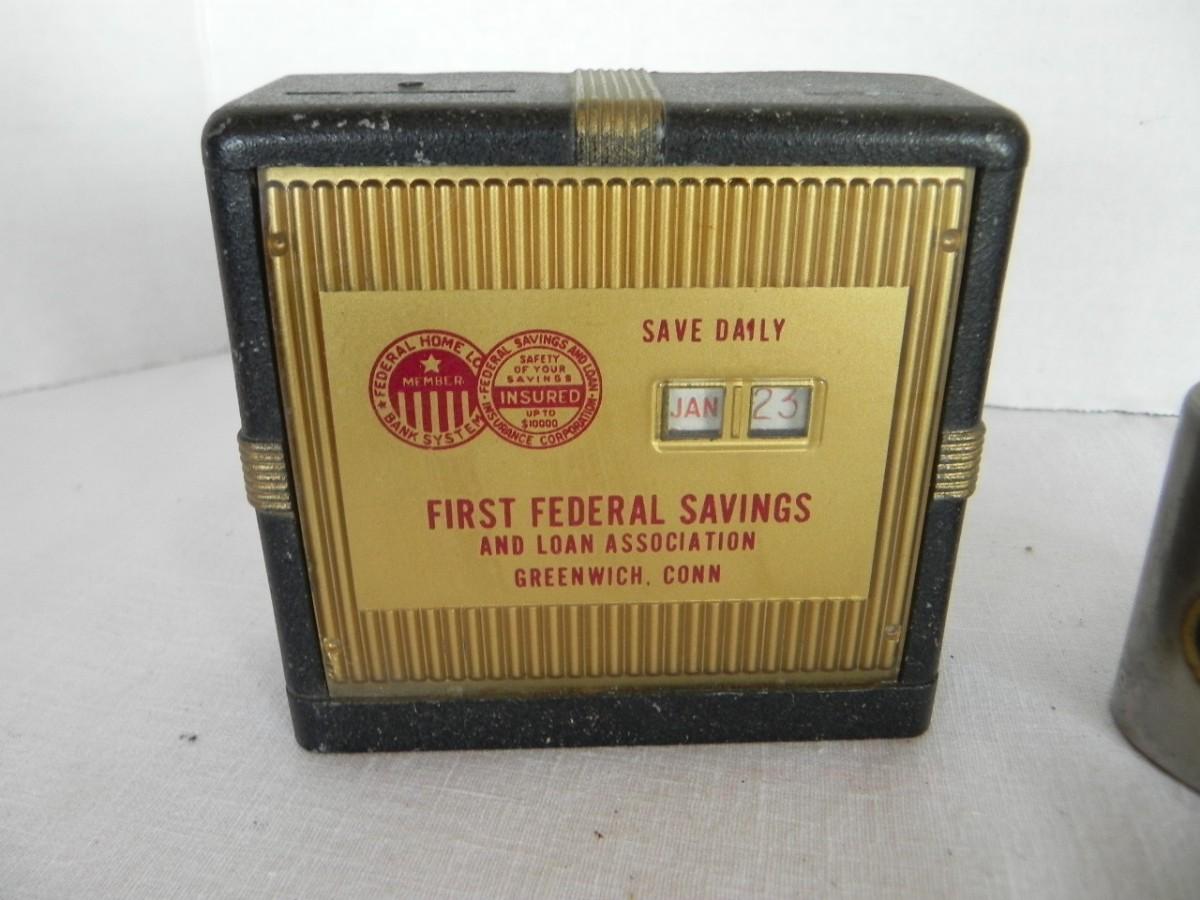 SAVE DAILY
FEDERAL HOME LO
BANK SYSTEM
MEMBER
FEDERAL SAVINGS AND LOAN
INSURANCE CORPORATION
SAFETY
OF YOUR
SAVINGS
INSURED
UP TO
$10000
JAN 23
FIRST FEDERAL SAVINGS
AND LOAN ASSOCIATION
GREENWICH, CONN